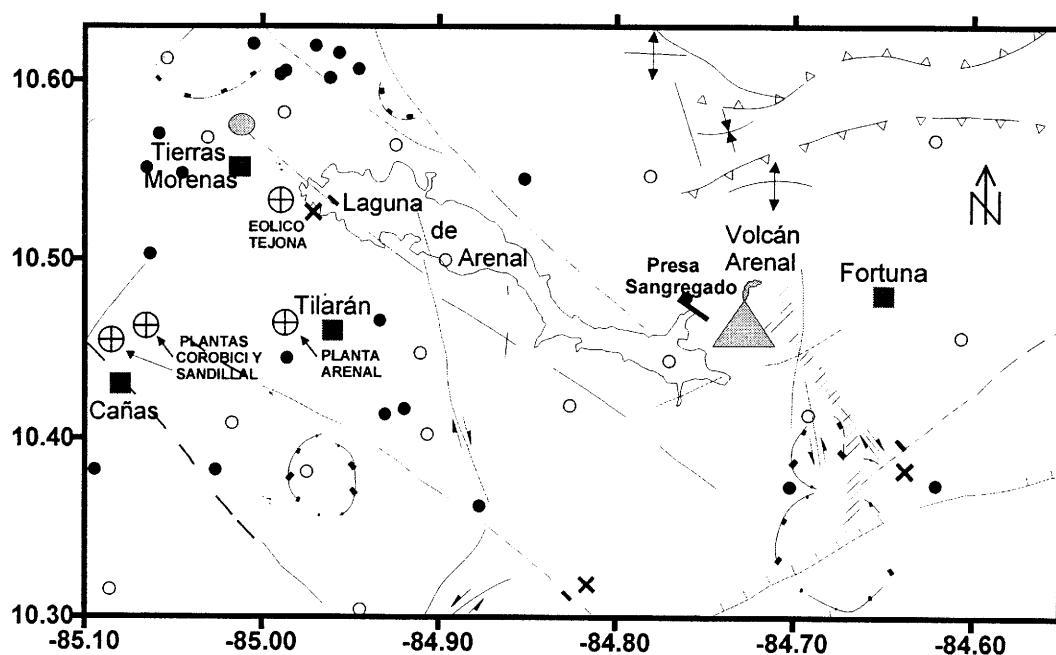 10.60
10.50
10.40
10.30
-85.10
-85.00
-84.90
-84.80
-84.70
-84.60
Tierras
Morenas
EOLICO
TEJONA
Laguna
de
Arenal
Volcán
Arenal
Presa
Sangregado
Fortuna
N
Tilarán
PLANTAS
COROBICI Y
SANDILLAL
PLANTA
ARENAL
Cañas